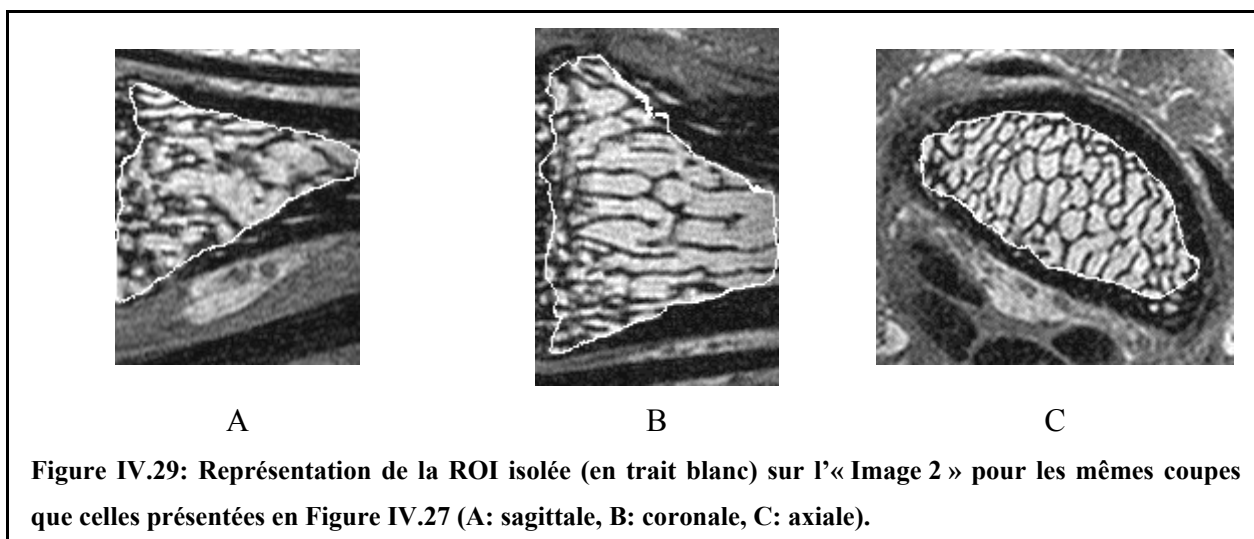 A B C
Figure IV.29: Représentation de la ROI isolée (en trait blanc) sur l'« Image 2 » pour les mêmes coupes
que celles présentées en Figure IV.27 (A: sagittale, B: coronale, C: axiale).